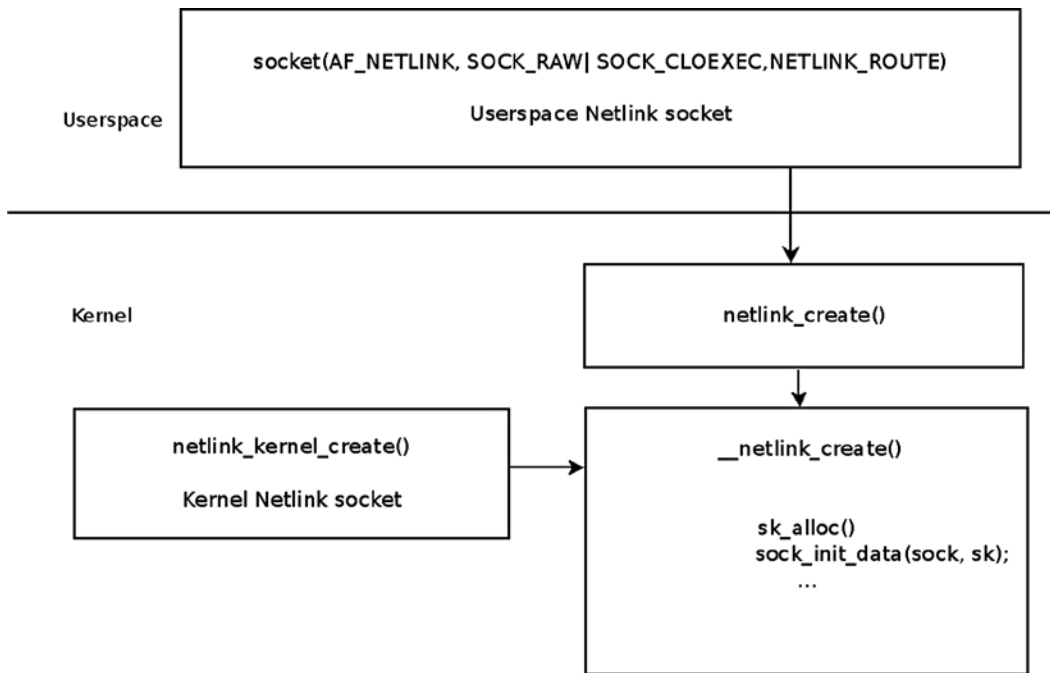 socket(AF_NETLINK, SOCK_RAW| SOCK_CLOEXEC,NETLINK_ROUTE)
Userspace Netlink socket
Userspace
Kernel
netlink_create()
netlink_kernel_create()
Kernel Netlink socket
__netlink_create()
sk_alloc()
sock_init_data(sock, sk);
...